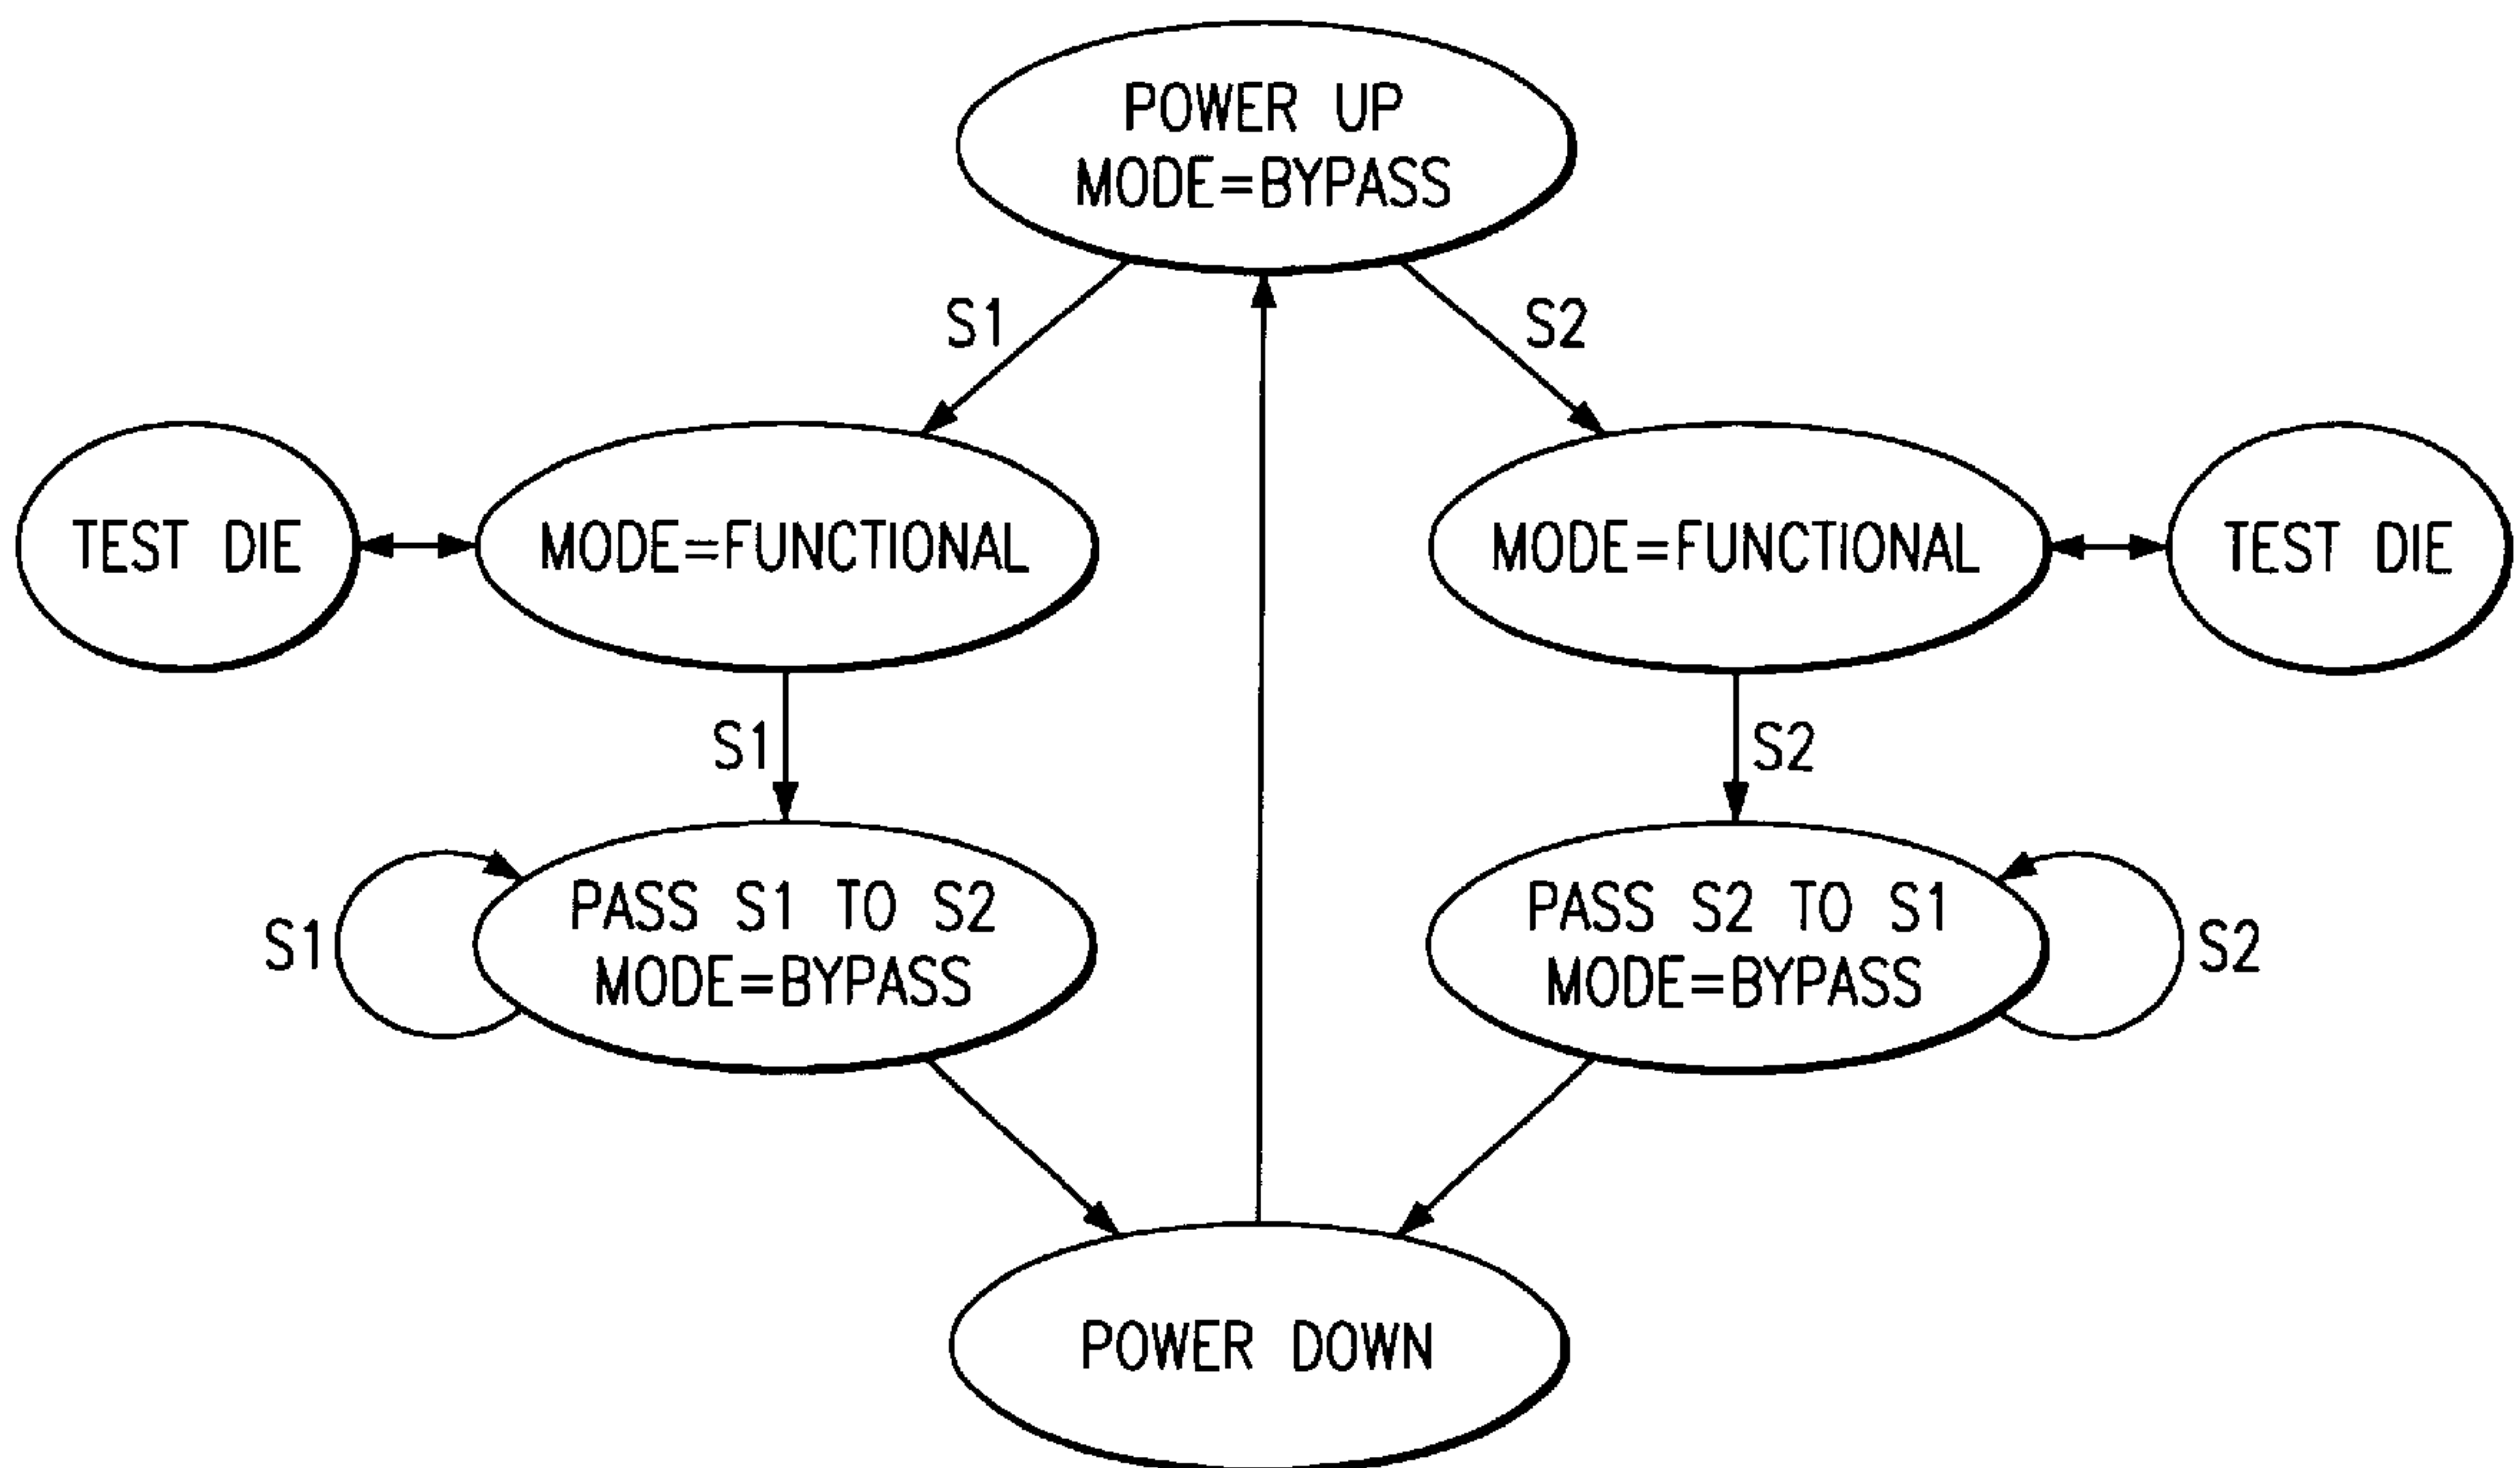 POWER UP
MODE=BYPASS
S1
S2
TEST DIE
MODE=FUNCTIONAL
MODE=FUNCTIONAL
TEST DIE
S1
S2
PASS S1 TO S2
MODE=BYPASS
S1
PASS S2 TO S1
MODE=BYPASS
S2
POWER DOWN